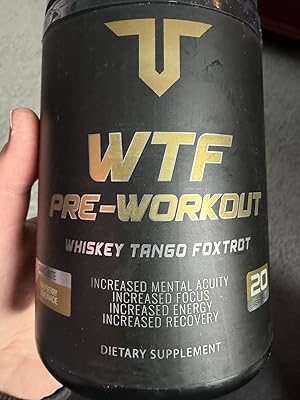 WTF
PRE-WORKOUT
WHISKEY TANGO FOXTROT
INCREASED MENTAL ACUITY
INCREASED FOCUS
INCREASED ENERGY
INCREASED RECOVERY
20
DIETARY SUPPLEMENT